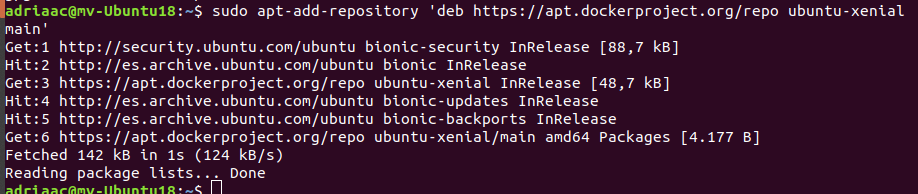 adriaac@mv-Ubuntu18:~$ sudo apt-add-repository 'deb https://apt.dockerproject.org/repo ubuntu-xenial
main'
Get:1 http://security.ubuntu.com/ubuntu bionic-security InRelease [88,7 kB]
Hit:2 http://es.archive.ubuntu.com/ubuntu bionic InRelease
Get:3 https://apt.dockerproject.org/repo ubuntu-xenial InRelease [48,7 kB]
Hit:4 http://es.archive.ubuntu.com/ubuntu bionic-updates InRelease
Hit:5 http://es.archive.ubuntu.com/ubuntu bionic-backports InRelease
Get:6 https://apt.dockerproject.org/repo ubuntu-xenial/main amd64 Packages [4.177 B]
Fetched 142 kB in 1s (124 kB/s)
Reading package lists... Done
adriaac@mv-Ubuntu18:~$